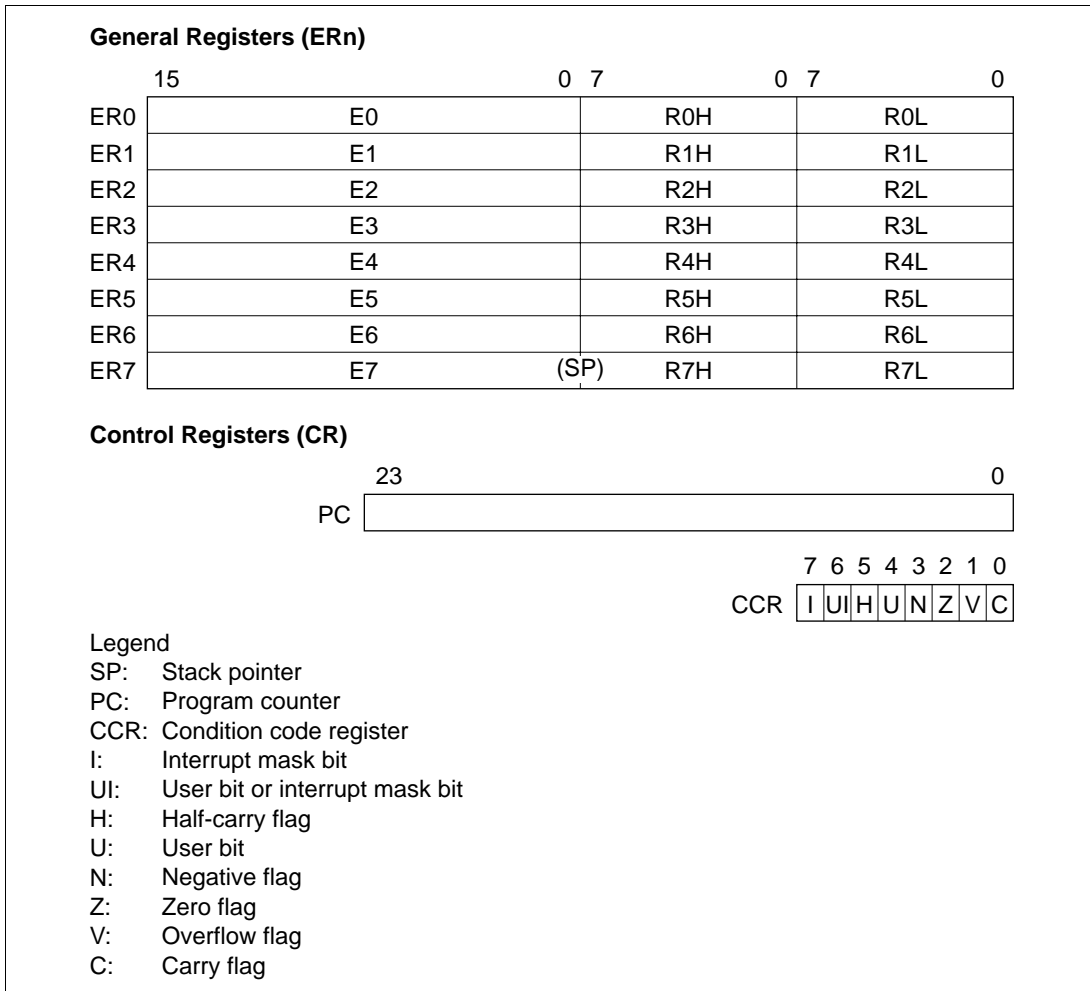 General Registers (ERn)
15 0 7 0 7 0
ER0 E0 R0H R0L
ER1 E1 R1H R1L
ER2 E2 R2H R2L
ER3 E3 R3H R3L
ER4 E4 R4H R4L
ER5 E5 R5H R5L
ER6 E6 R6H R6L
ER7 E7 (SP) R7H R7L
Control Registers (CR)
23 0
PC
7 6 5 4 3 2 1 0
CCR I UI H U N Z V C
Legend
SP: Stack pointer
PC: Program counter
CCR: Condition code register
I: Interrupt mask bit
UI: User bit or interrupt mask bit
H: Half-carry flag
U: User bit
N: Negative flag
Z: Zero flag
V: Overflow flag
C: Carry flag